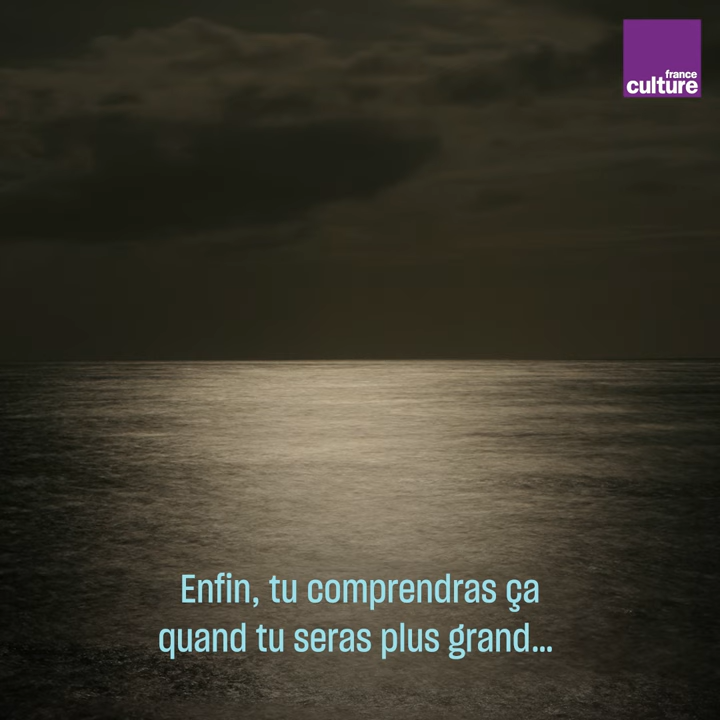 france
culture
Enfin, tu comprendras ça
quand tu seras plus grand...